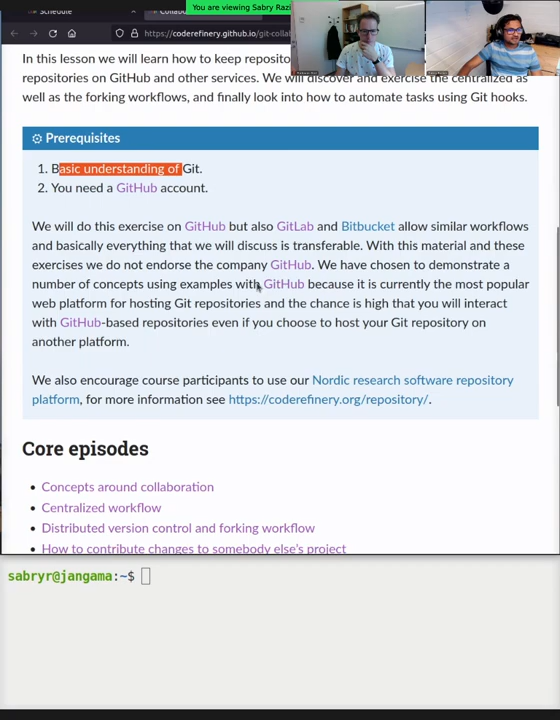 You are viewing Sabry Razi
Schedule
https://coderefinery.github.io/git-collab
In this lesson we will learn how to keep reposito
repositories on GitHub and other services. We will discover and exercise the centralized as
well as the forking workflows, and finally look into how to automate tasks using Git hooks.
Prerequisites
1. Basic understanding of Git.
2. You need a GitHub account.
We will do this exercise on GitHub but also GitLab and Bitbucket allow similar workflows
and basically everything that we will discuss is transferable. With this material and these
exercises we do not endorse the company GitHub. We have chosen to demonstrate a
number of concepts using examples with GitHub because it is currently the most popular
web platform for hosting Git repositories and the chance is high that you will interact
with GitHub-based repositories even if you choose to host your Git repository on
another platform.
We also encourage course participants to use our Nordic research software repository
platform, for more information see https://coderefinery.org/repository/.
Core episodes
• Concepts around collaboration
• Centralized workflow
• Distributed version control and forking workflow
• How to contribute changes to somebody else's project
sabryr@jangama:~$